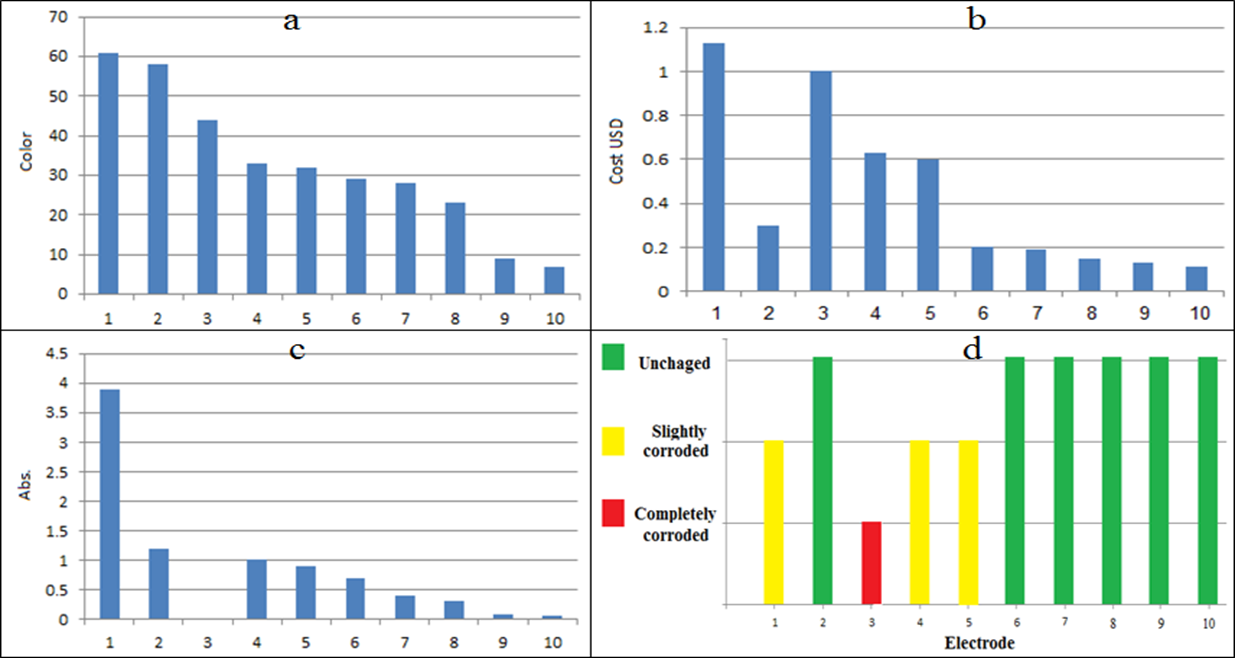 a
70
60
50
40
30
20
10
0
Color
1 2 3 4 5 6 7 8 9 10
b
1.2
1
0.8
0.6
0.4
0.2
0
Cost USD
1 2 3 4 5 6 7 8 9 10
c
4.5
4
3.5
3
2.5
2
1.5
1
0.5
0
Abs.
1 2 3 4 5 6 7 8 9 10
d
Unchaged
Slightly
corroded
Completely
corroded
1 2 3 4 5 6 7 8 9 10
Electrode